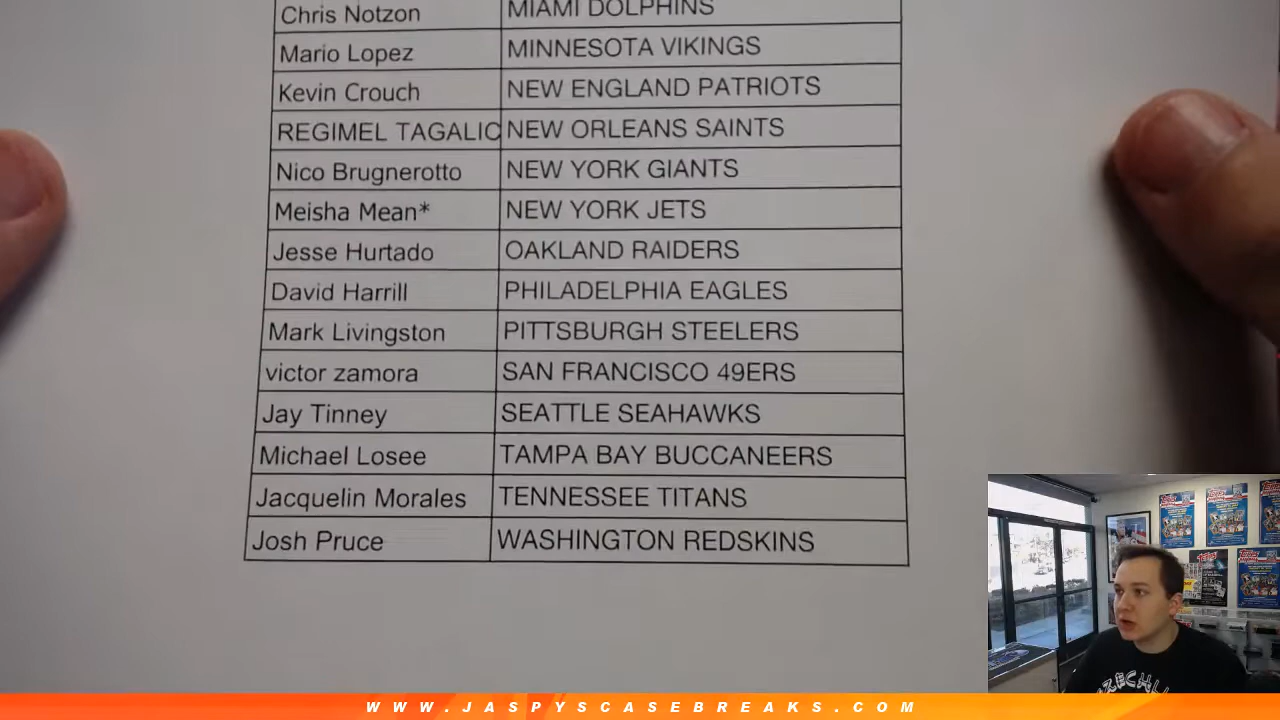 Chris Notzon MIAMI DOLPHINS
Mario Lopez MINNESOTA VIKINGS
Kevin Crouch NEW ENGLAND PATRIOTS
REGIMEL TAGALIC NEW ORLEANS SAINTS
Nico Brugnerotto NEW YORK GIANTS
Meisha Mean* NEW YORK JETS
Jesse Hurtado OAKLAND RAIDERS
David Harrill PHILADELPHIA EAGLES
Mark Livingston PITTSBURGH STEELERS
victor zamora SAN FRANCISCO 49ERS
Jay Tinney SEATTLE SEAHAWKS
Michael Losee TAMPA BAY BUCCANEERS
Jacquelin Morales TENNESSEE TITANS
Josh Pruce WASHINGTON REDSKINS
WWW.JASPYSCASEBREAKS.COM